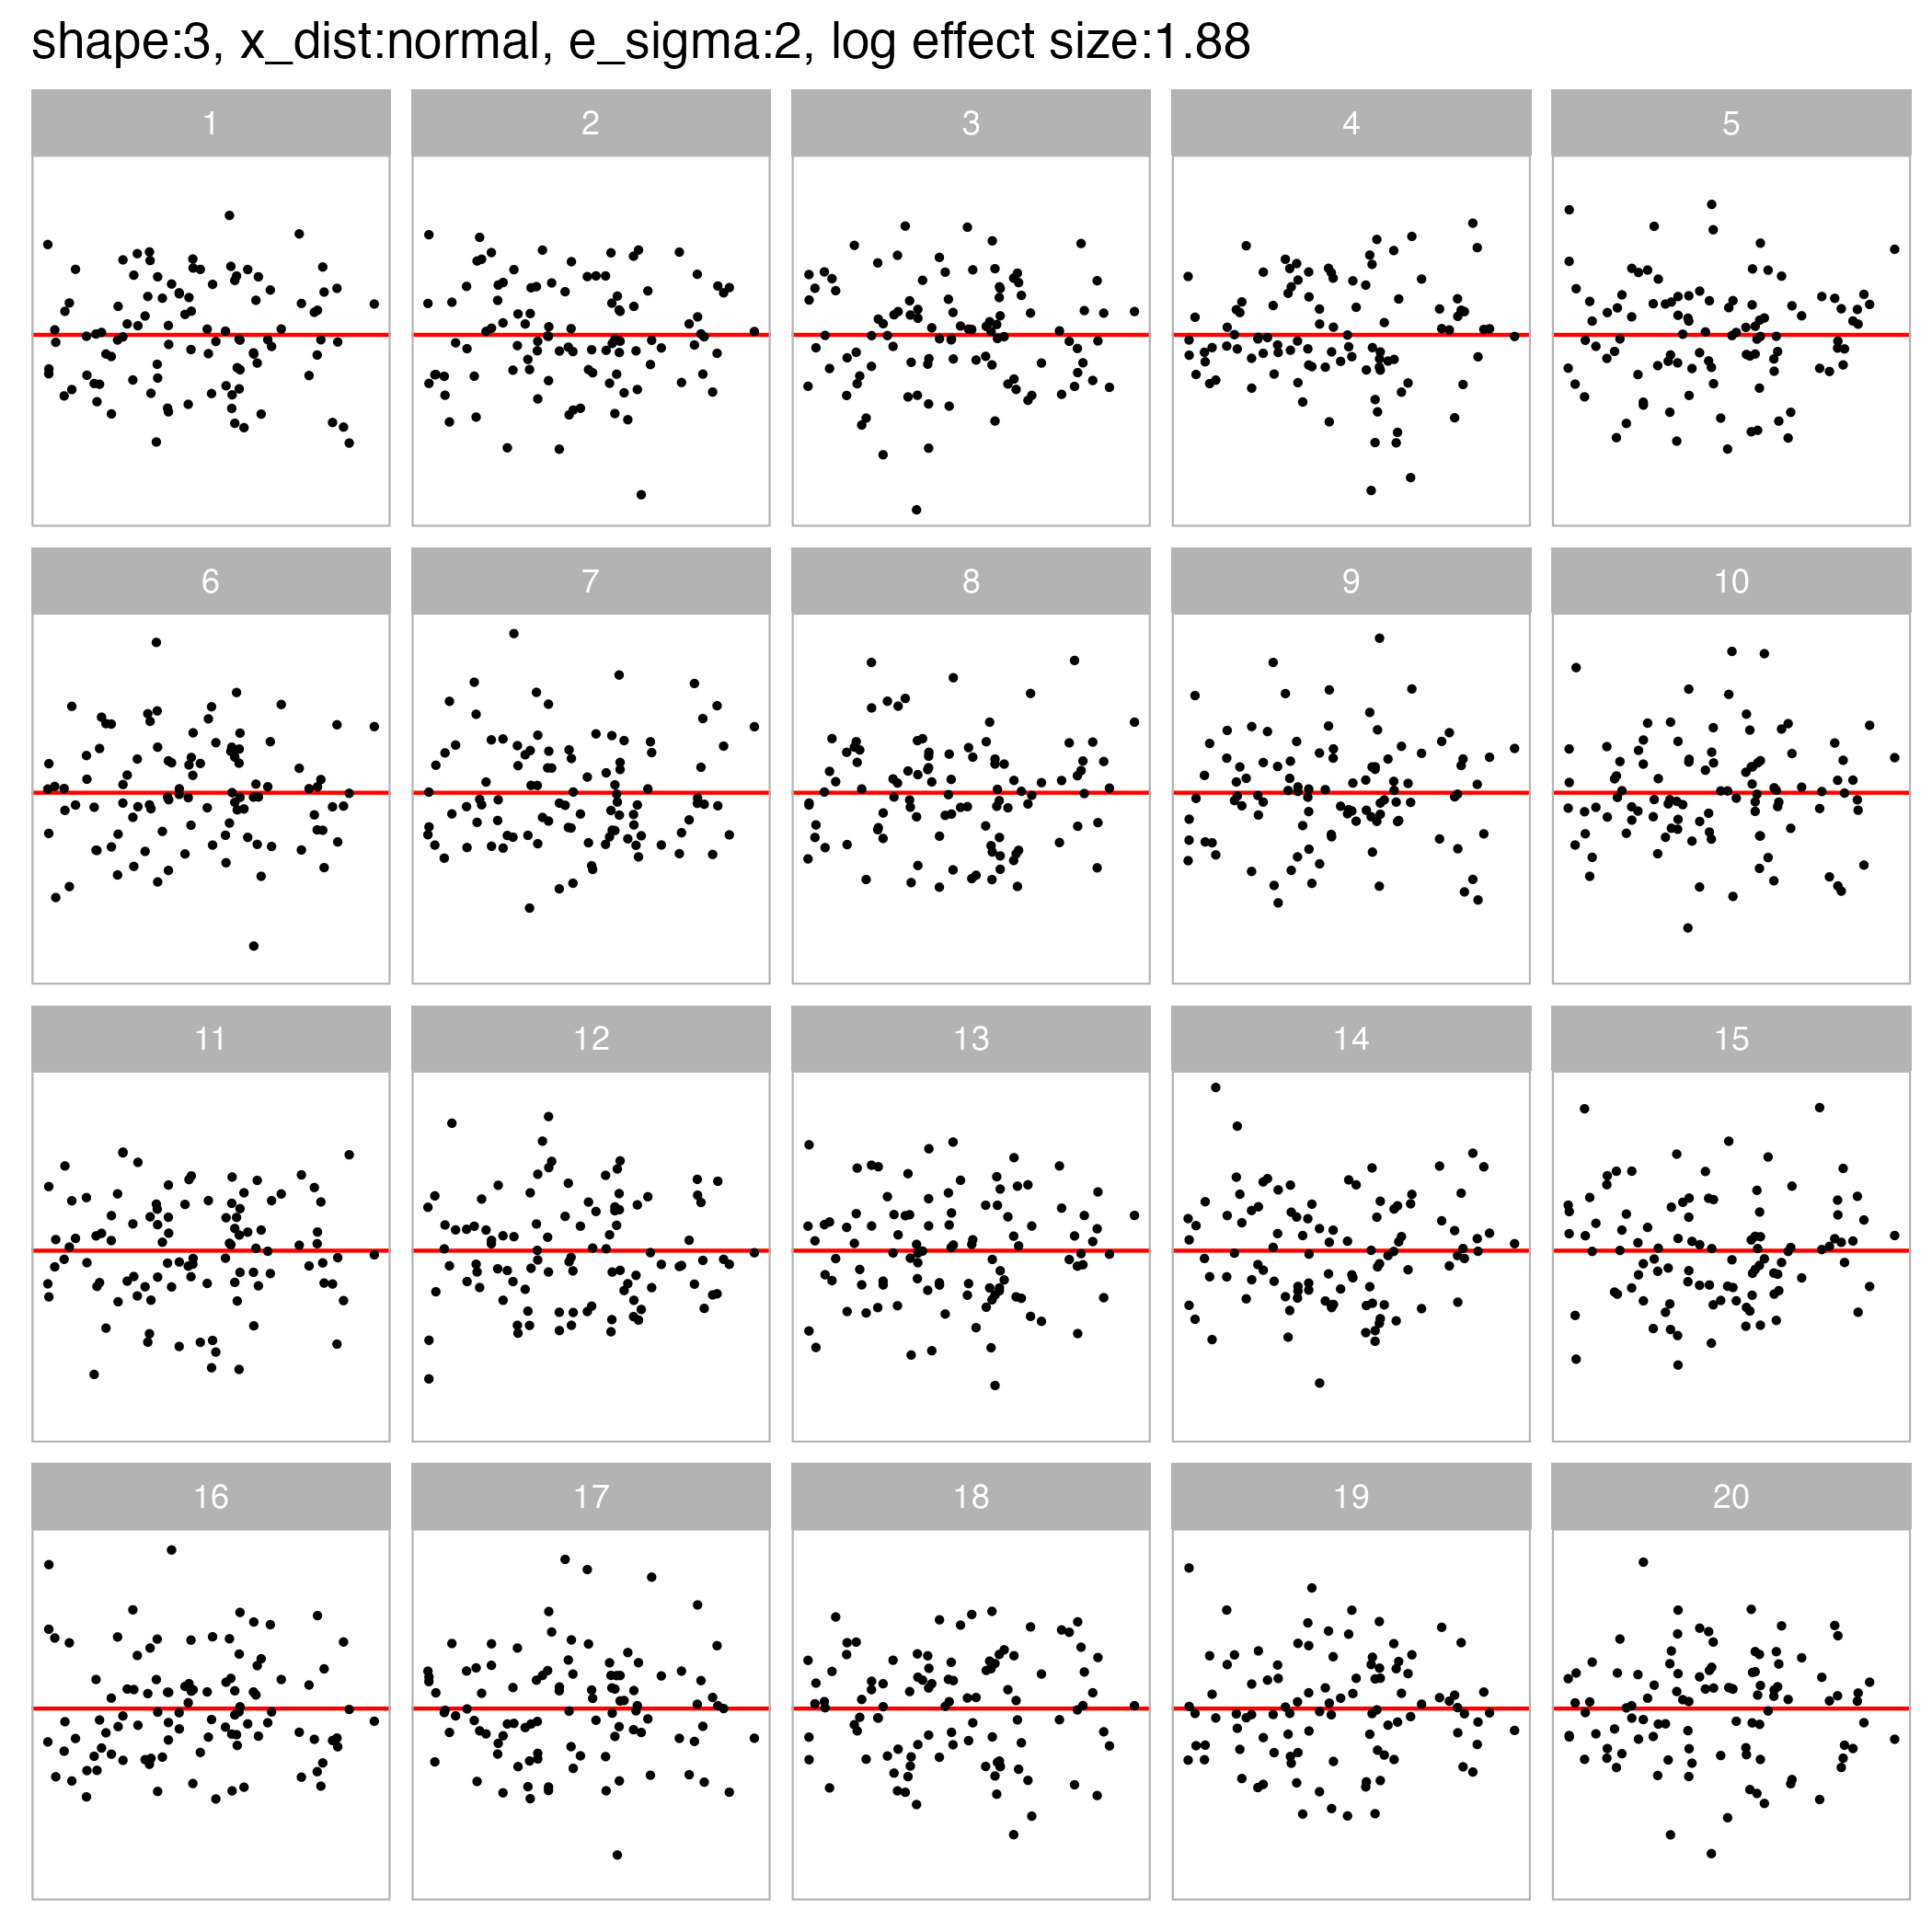 shape:3, x_dist:normal, e_sigma:2, log effect size:1.88
1 2 3 4 5
6 7 8 9 10
11 12 13 14 15
16 17 18 19 20